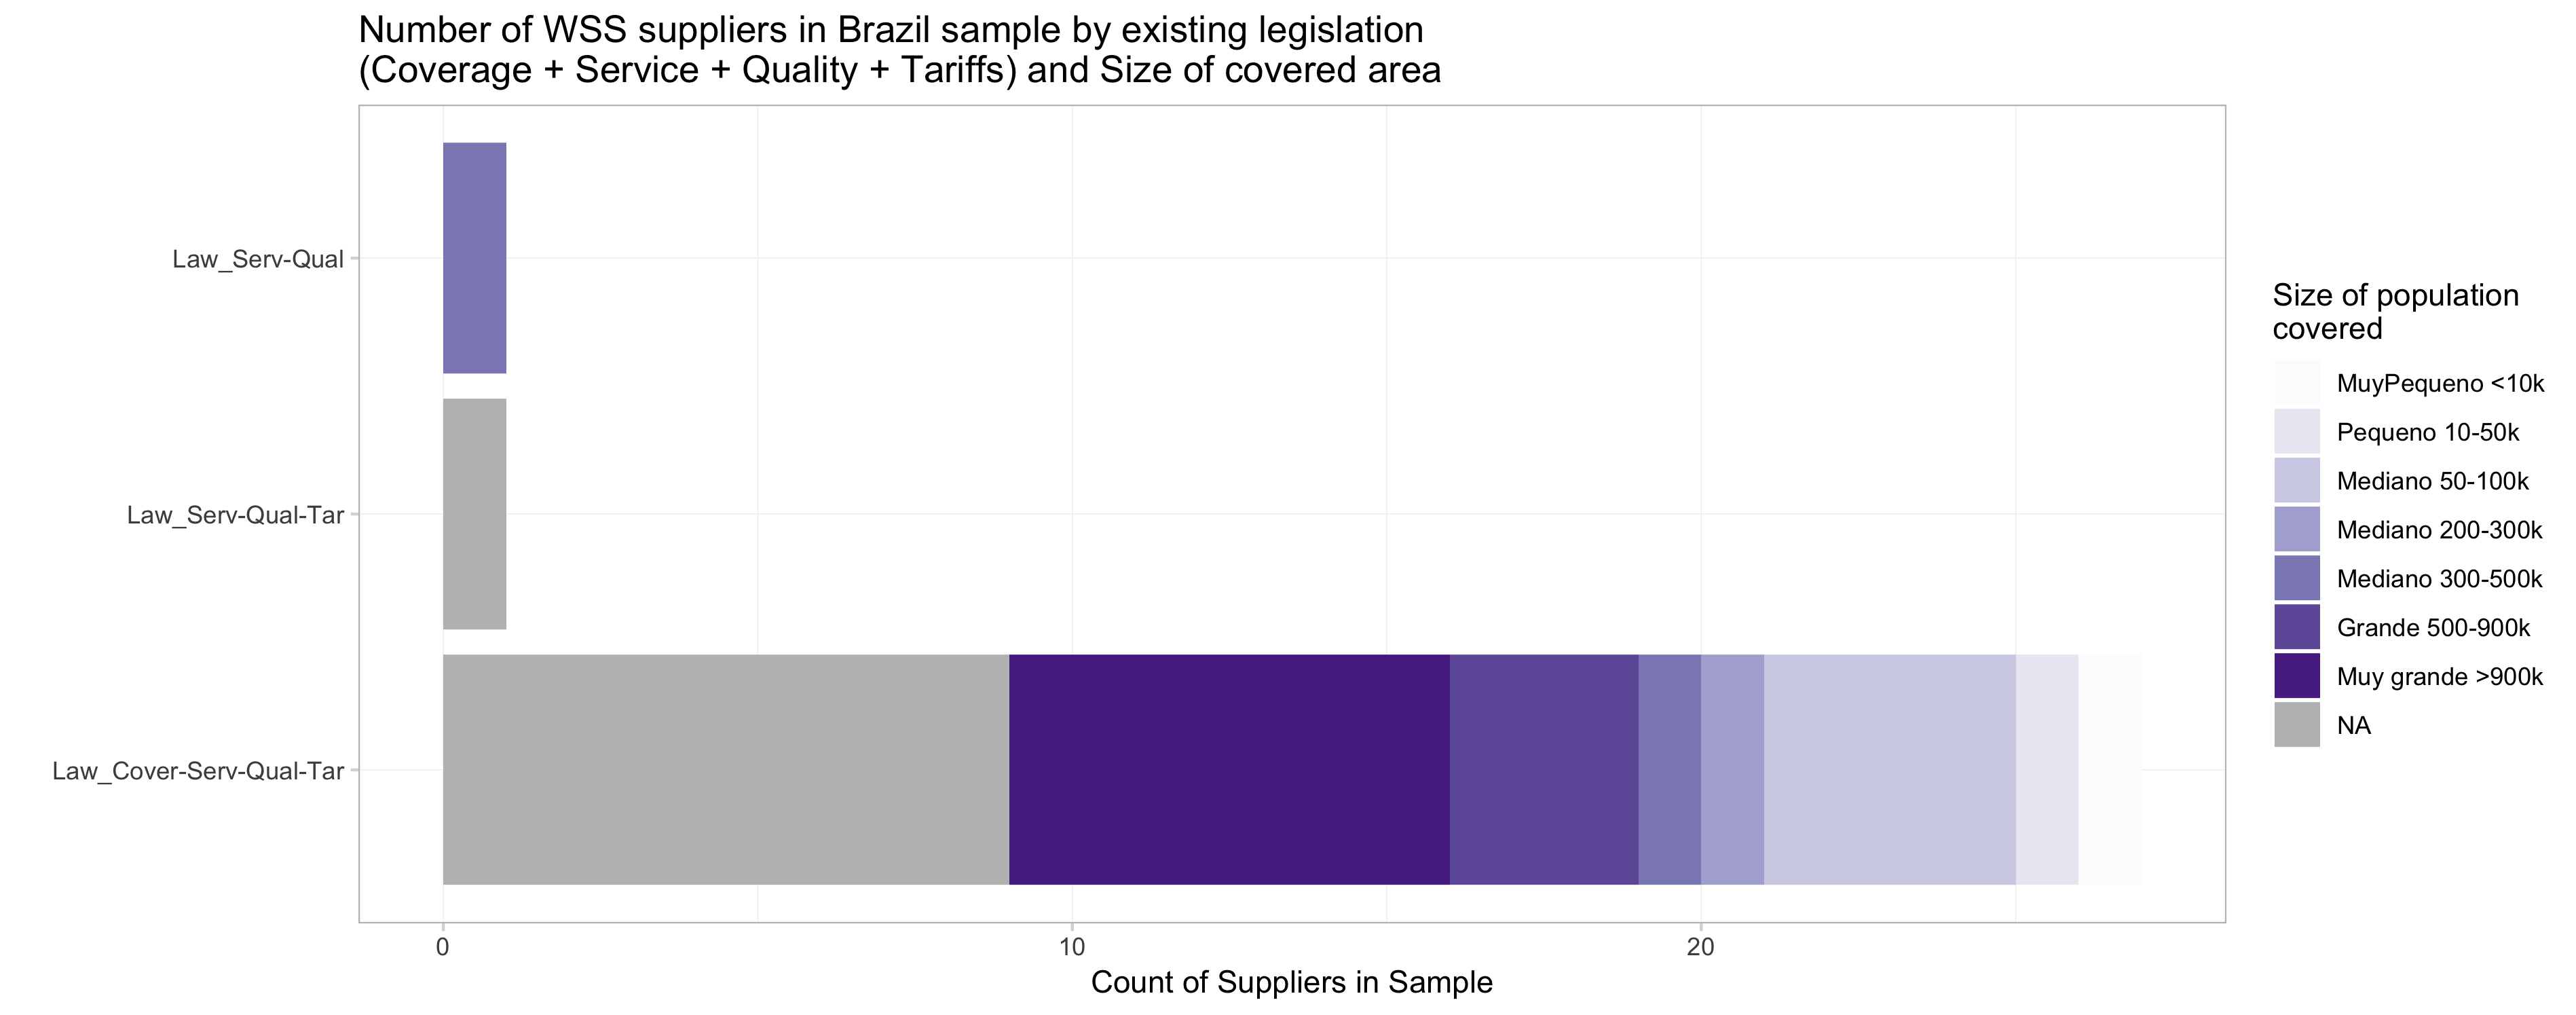 Number of WSS suppliers in Brazil sample by existing legislation
(Coverage + Service + Quality + Tariffs) and Size of covered area
Law_Serv-Qual
Law_Serv-Qual-Tar
Law_Cover-Serv-Qual-Tar
0
10
20
Count of Suppliers in Sample
Size of population
covered
MuyPequeno <10k
Pequeno 10-50k
Mediano 50-100k
Mediano 200-300k
Mediano 300-500k
Grande 500-900k
Muy grande >900k
NA